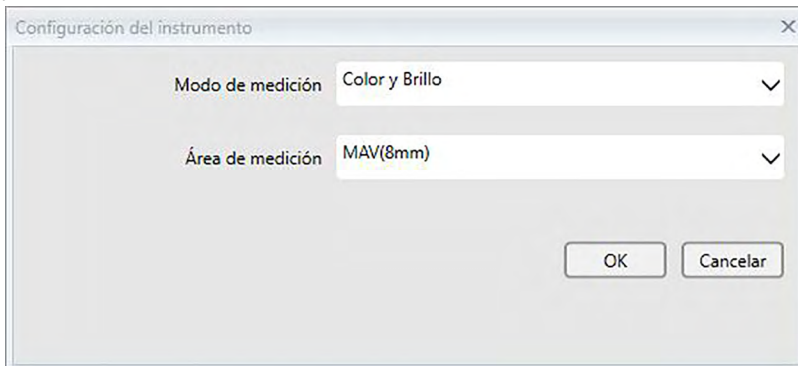 Configuración del instrumento
Modo de medición Color y Brillo
Área de medición MAV(8mm)
OK Cancelar